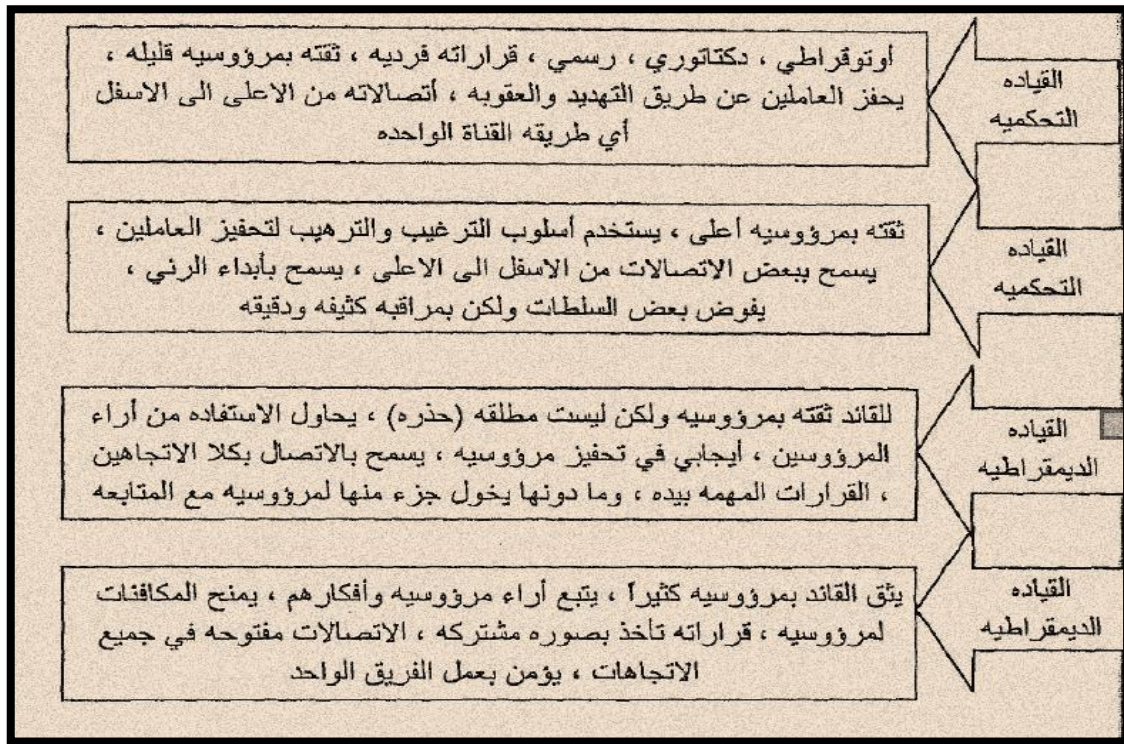 القياده
التحكميه
أوتوقراطي ، دكتاتوري ، رسمي ، قراراته فرديه ، ثقته بمرؤوسيه قليله ،
يحفز العاملين عن طريق التهديد والعقوبه ، أتصالاته من الاعلى الى الاسفل
أي طريقه القناة الواحده
القياده
التحكميه
ثقته بمرؤوسيه أعلى ، يستخدم أسلوب الترغيب والترهيب لتحفيز العاملين ،
يسمح ببعض الاتصالات من الاسفل الى الاعلى ، يسمح بأبداء الرئي ،
يفوض بعض السلطات ولكن بمراقبه كثيفه ودقيقه
القياده
الديمقراطيه
للقائد ثقته بمرؤوسيه ولكن ليست مطلقه (حذره) ، يحاول الاستفاده من أراء
المرؤوسين ، أيجابي في تحفيز مرؤوسيه ، يسمح بالاتصال بكلا الاتجاهين
، القرارات المهمه بيده ، وما دونها يخول جزء منها لمرؤوسيه مع المتابعه
القياده
الديمقراطيه
يثق القائد بمرؤوسيه كثيراً ، يتبع أراء مرؤوسيه وأفكارهم ، يمنح المكافئات
لمرؤوسيه ، قراراته تأخذ بصوره مشتركه ، الاتصالات مفتوحه في جميع
الاتجاهات ، يؤمن بعمل الفريق الواحد